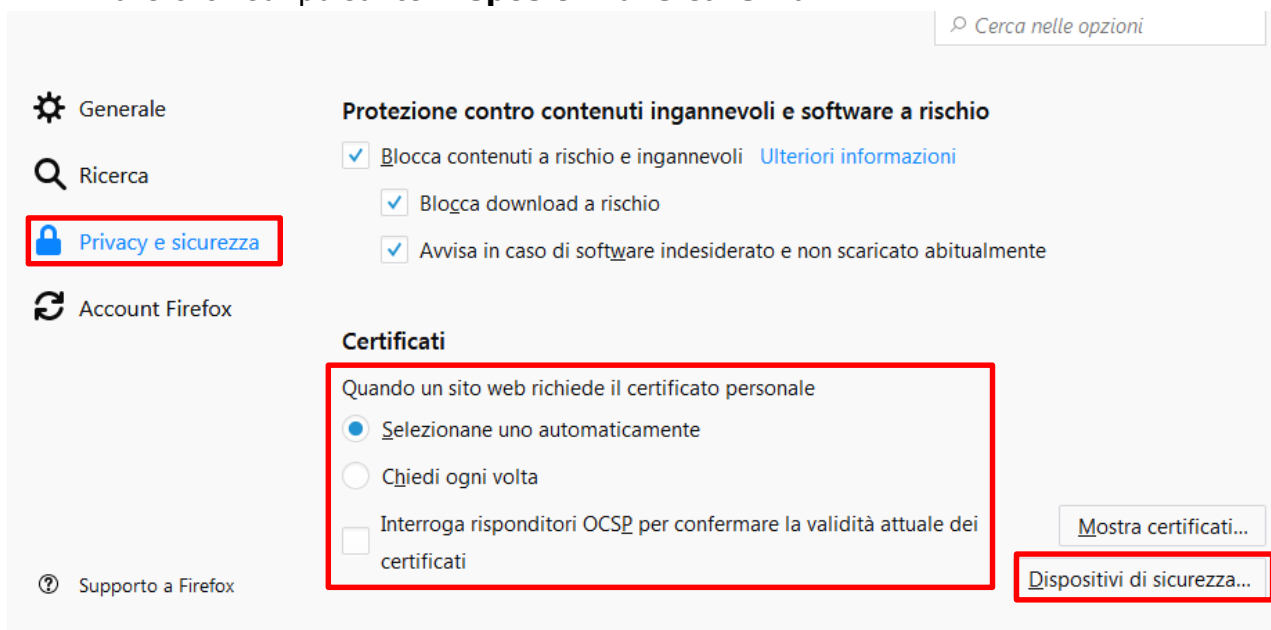 Cerca nelle opzioni
Generale
Ricerca
Privacy e sicurezza
Account Firefox
Supporto a Firefox
Protezione contro contenuti ingannevoli e software a rischio
Blocca contenuti a rischio e ingannevoli Ulteriori informazioni
Blocca download a rischio
Avvisa in caso di software indesiderato e non scaricato abitualmente
Certificati
Quando un sito web richiede il certificato personale
Selezionane uno automaticamente
Chiedi ogni volta
Interroga risponditori OCSP per confermare la validità attuale dei
certificati
Mostra certificati...
Dispositivi di sicurezza...